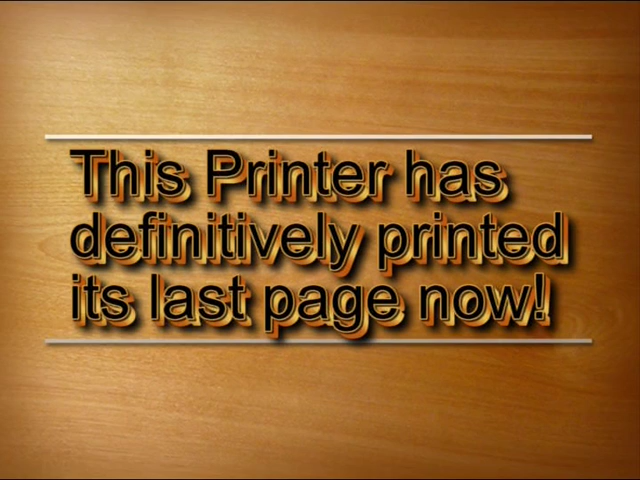 This Printer has
definitively printed
its last page now!